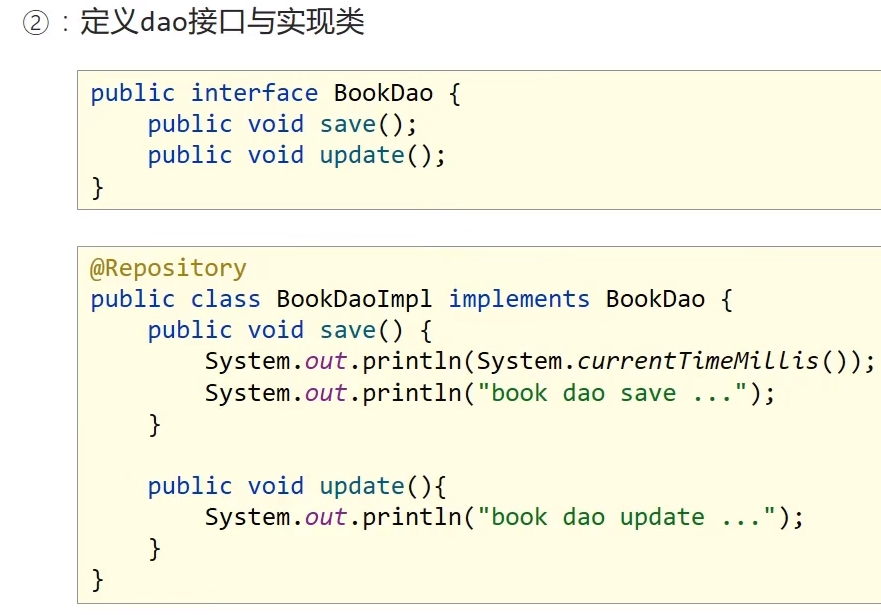 ②：定义dao接口与实现类
public interface BookDao {
    public void save();
    public void update();
}
@Repository
public class BookDaoImpl implements BookDao {
    public void save() {
        System.out.println(System.currentTimeMillis());
        System.out.println("book dao save ...");
    }
    public void update(){
        System.out.println("book dao update ...");
    }
}